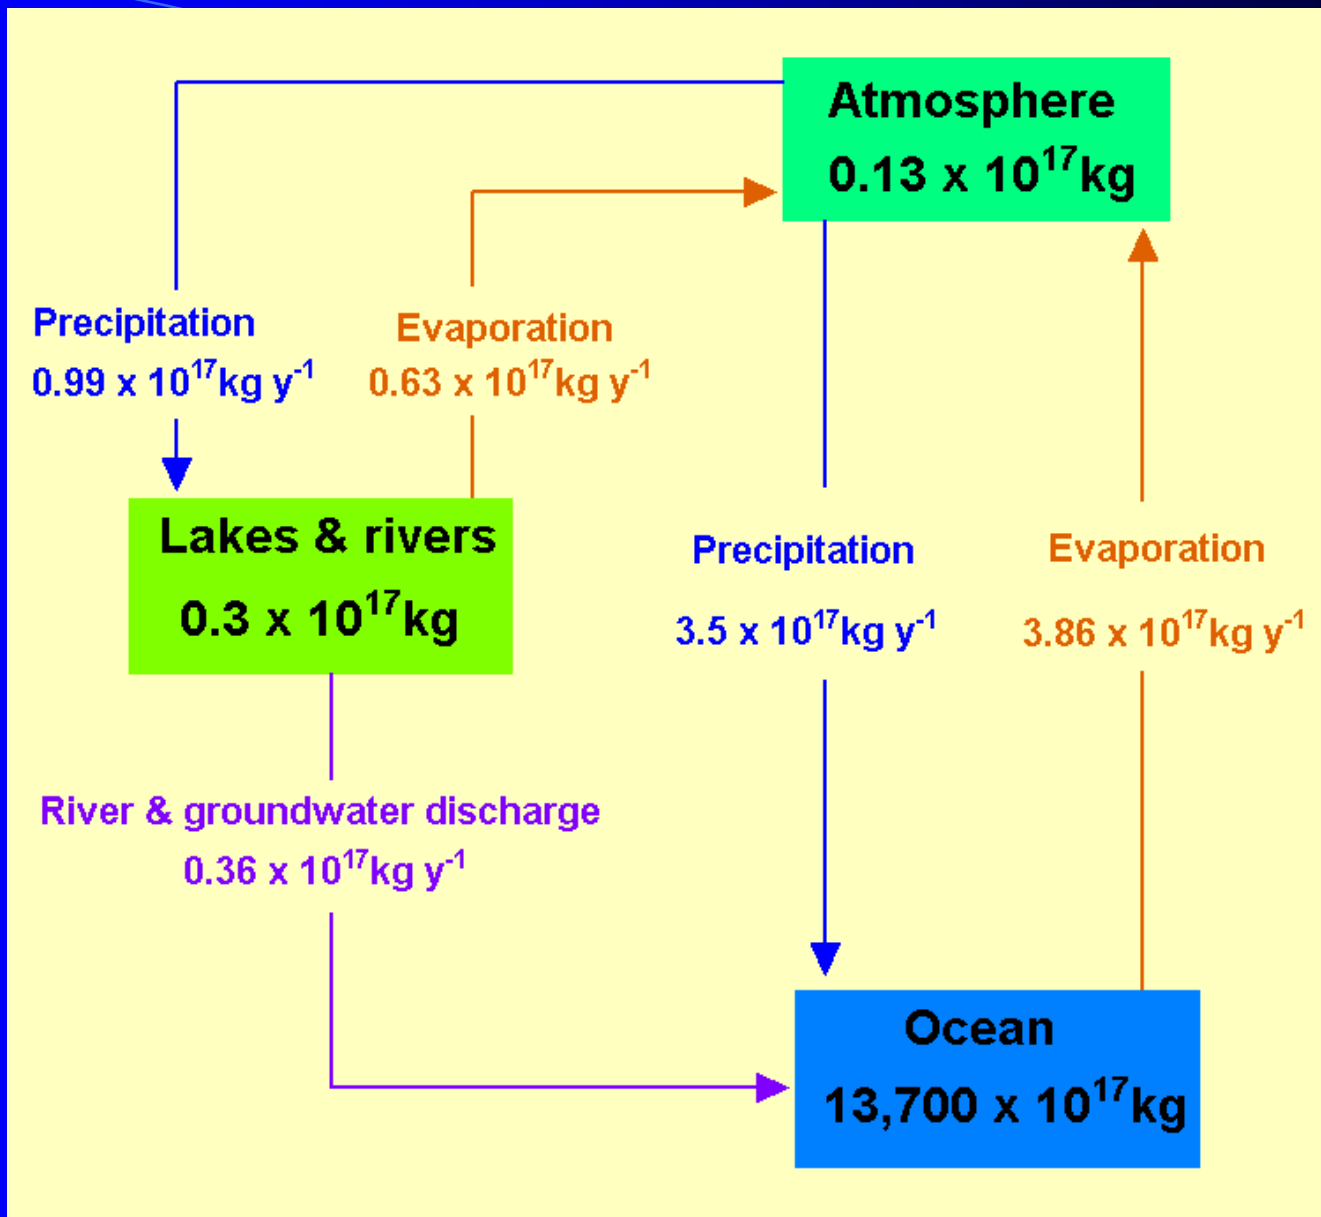 Atmosphere
0.13 x 10¹⁷kg
Precipitation
0.99 x 10¹⁷kg y⁻¹
Evaporation
0.63 x 10¹⁷kg y⁻¹
Lakes & rivers
0.3 x 10¹⁷kg
Precipitation
3.5 x 10¹⁷kg y⁻¹
Evaporation
3.86 x 10¹⁷kg y⁻¹
River & groundwater discharge
0.36 x 10¹⁷kg y⁻¹
Ocean
13,700 x 10¹⁷kg